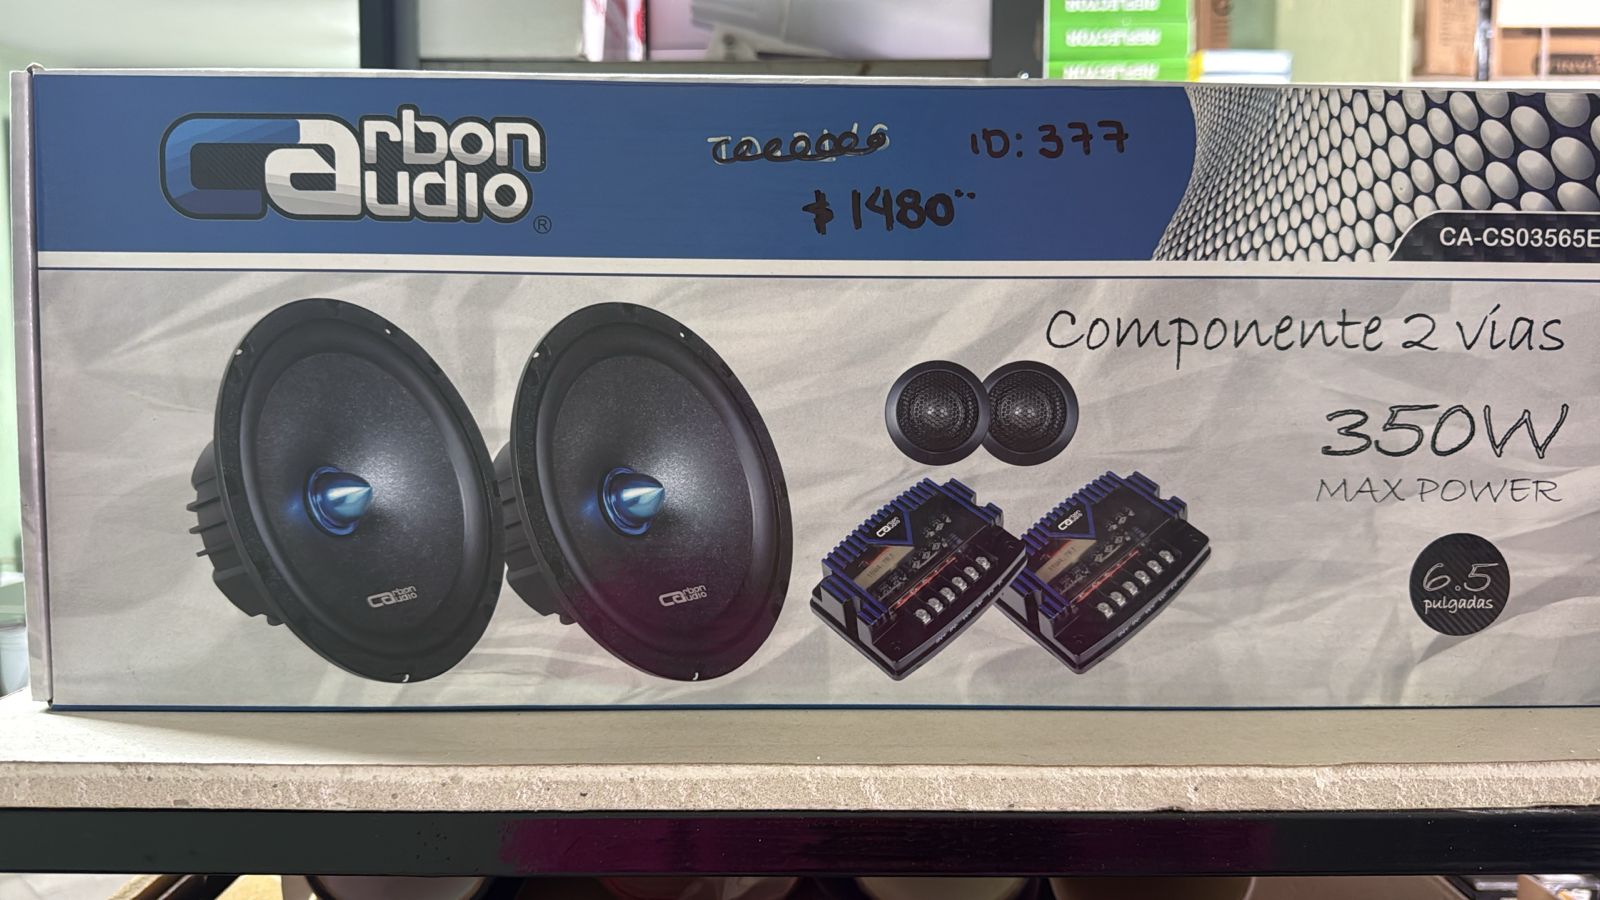 Carbon
Audio
®
ID: 377
$1480
CA-CS03565E
Componente 2 vías
350W
MAX POWER
6.5
pulgadas
Carbon
Audio
Carbon
Audio